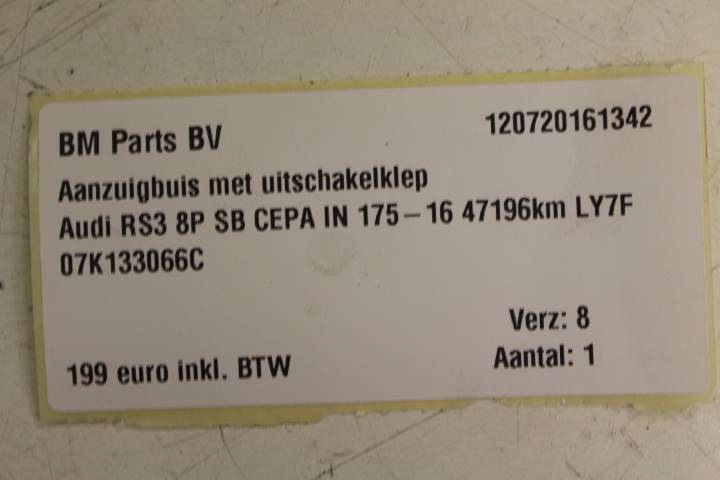 BM Parts BV 120720161342
Aanzuigbuis met uitschakelklep
Audi RS3 8P SB CEPA IN 175-16 47196km LY7F
07K133066C
Verz: 8
199 euro inkl. BTW Aantal: 1